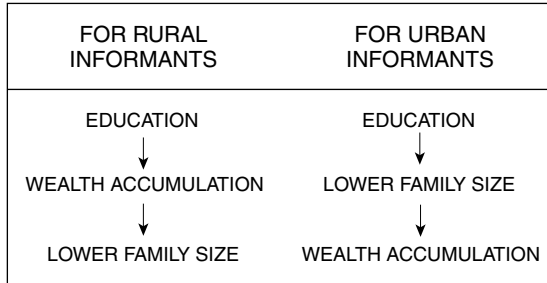 FOR RURAL
INFORMANTS
EDUCATION
WEALTH ACCUMULATION
LOWER FAMILY SIZE
FOR URBAN
INFORMANTS
EDUCATION
LOWER FAMILY SIZE
WEALTH ACCUMULATION